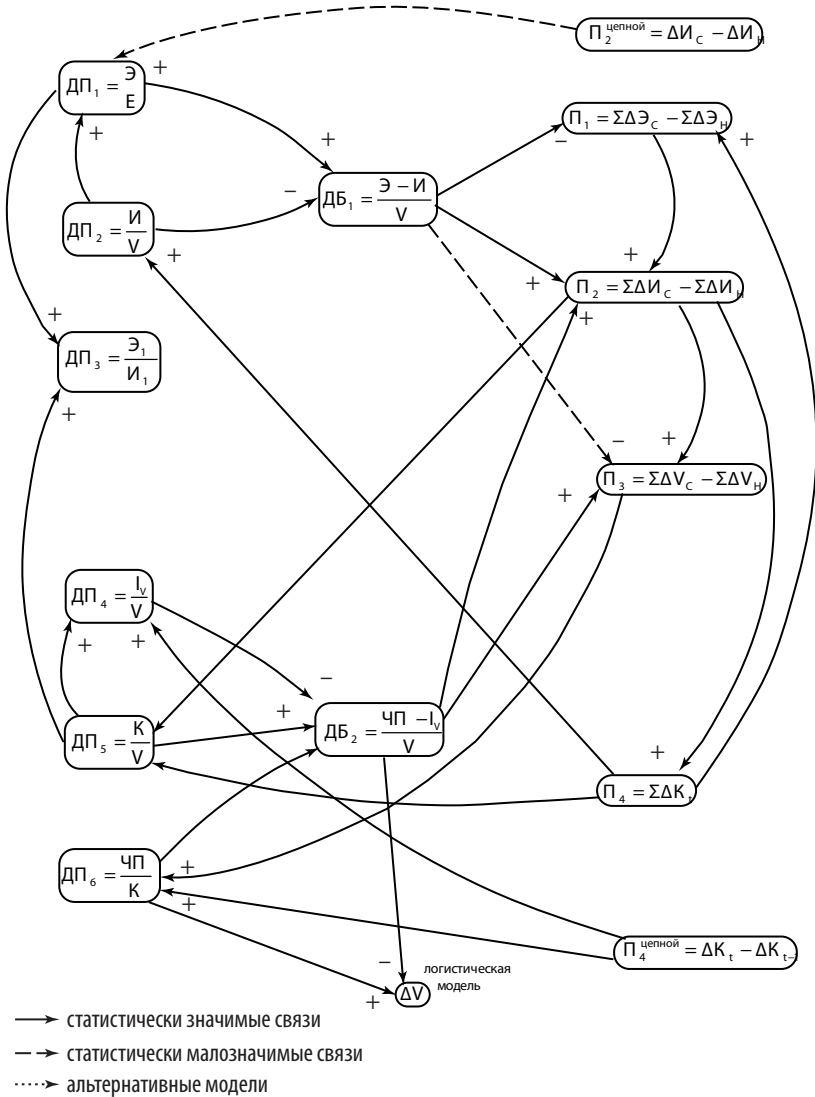 П₂ цепной = ΔИ_С − ΔИ_Н
ДП₁ = Э/Е
+
+
+
П₁ = ΣΔЭ_С − ΣΔЭ_Н
+
−
ДП₂ = И/V
−
+
ДБ₁ = (Э − И)/V
+
+
П₂ = ΣΔИ_С − ΣΔИ_Н
+
+
ДП₃ = Э₁/И₁
+
−
+
П₃ = ΣΔV_С − ΣΔV_Н
+
ДП₄ = I_V/V
+
+
−
+
ДБ₂ = (ЧП − I_V)/V
ДП₅ = К/V
+
П₄ = ΣΔК_t
ДП₆ = ЧП/К
+
+
П₄ цепной = ΔК_t − ΔК_t−
−
логистическая
модель
+
ΔV
статистически значимые связи
статистически малозначимые связи
альтернативные модели